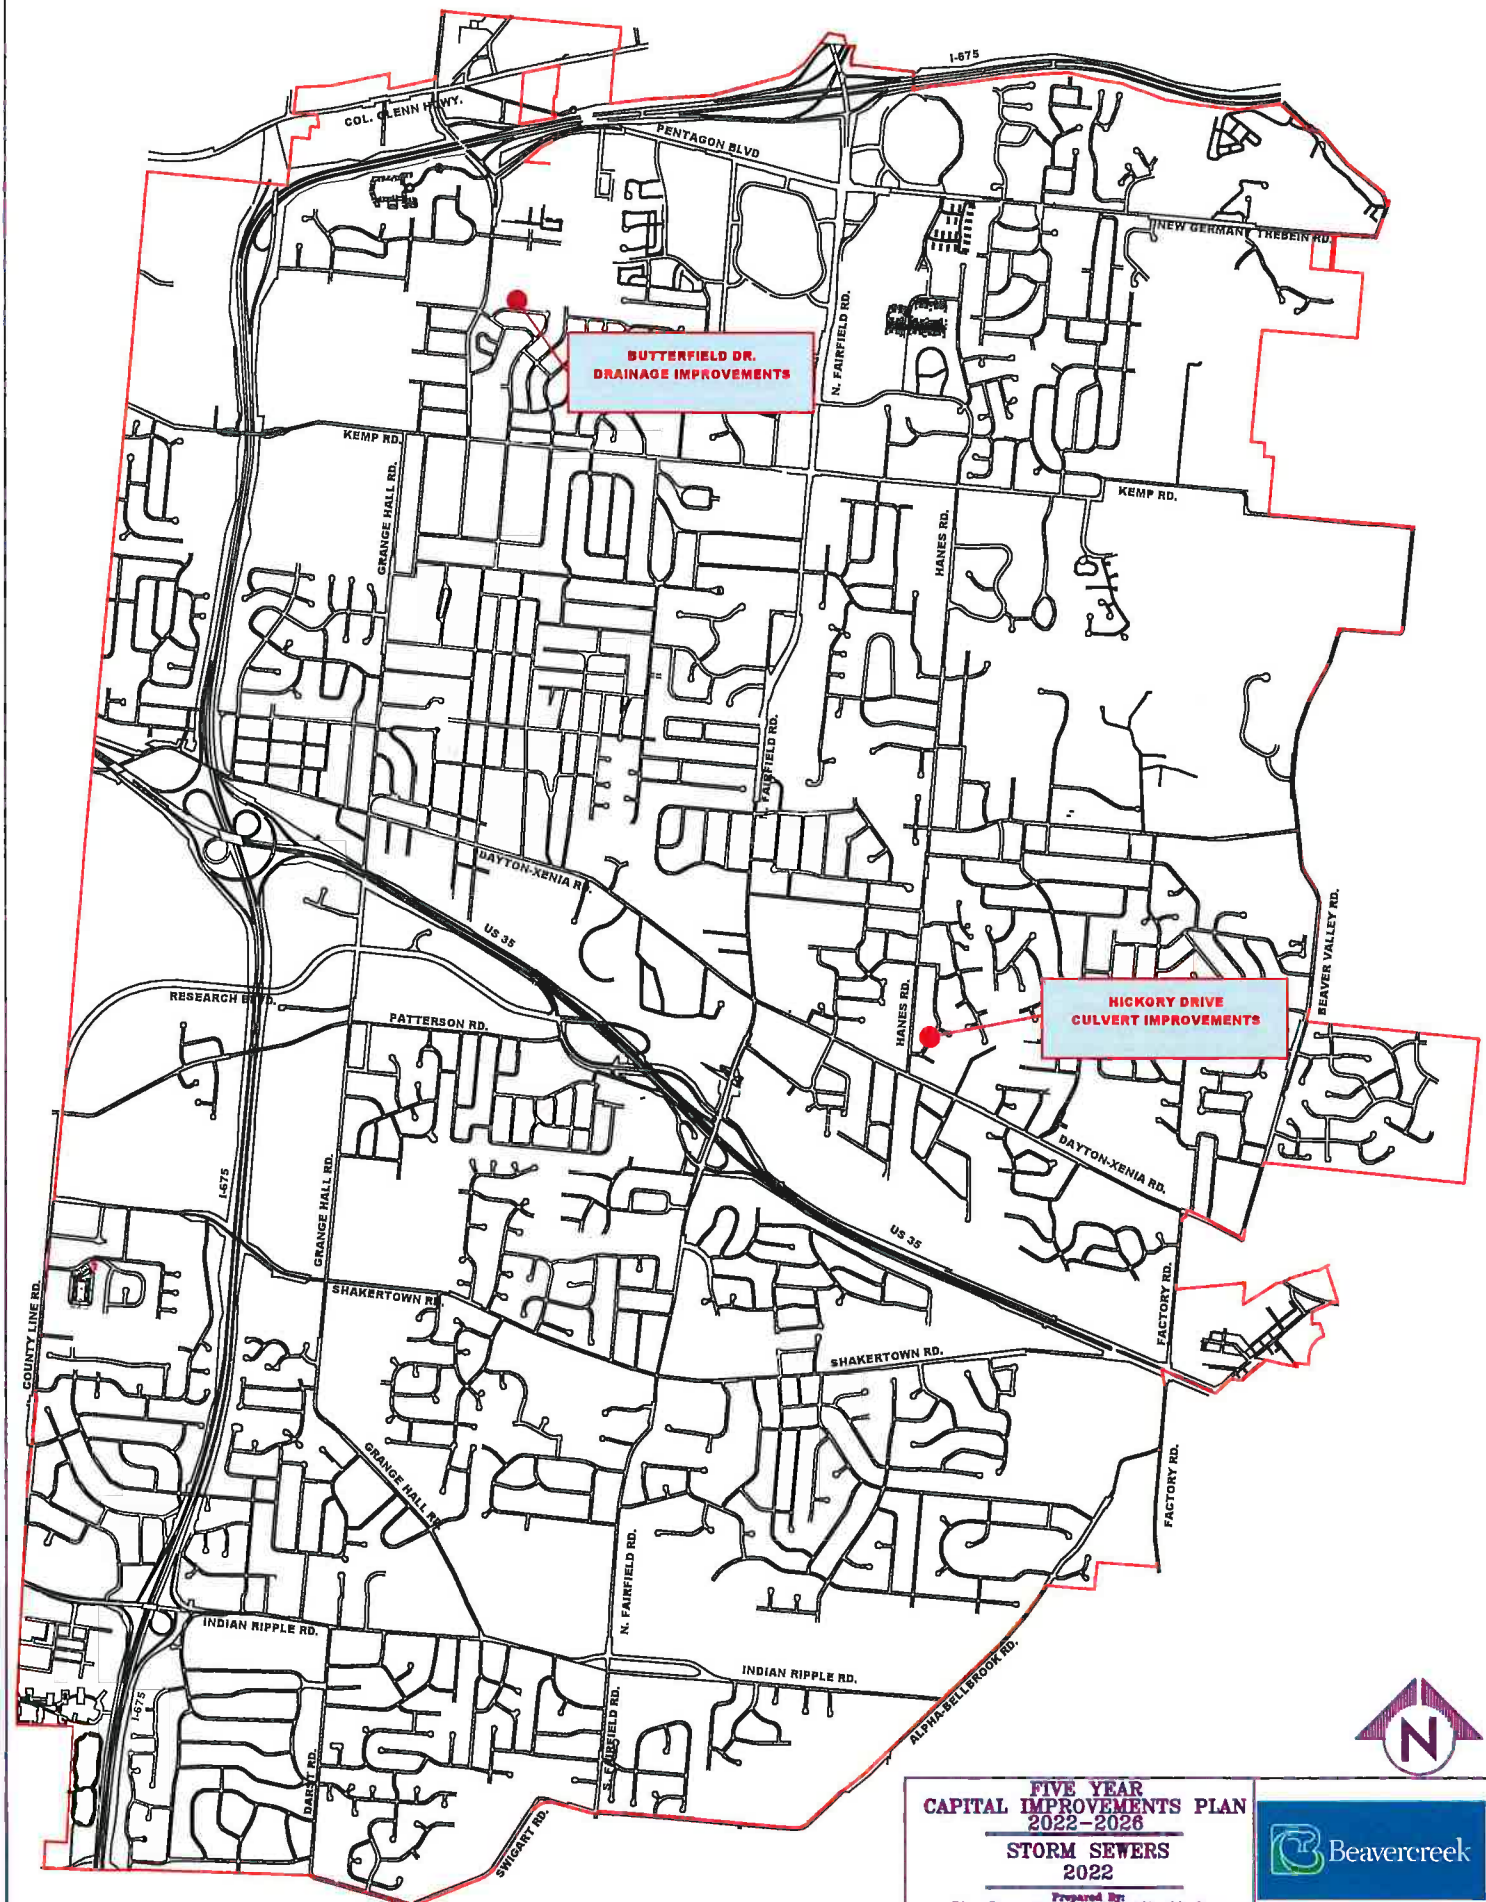 I-675
COL. GLENN HWY.
PENTAGON BLVD
NEW GERMANY TREBEIN RD.
N. FAIRFIELD RD.
BUTTERFIELD DR.
DRAINAGE IMPROVEMENTS
KEMP RD.
GRANGE HALL RD.
KEMP RD.
HANES RD.
N. FAIRFIELD RD.
DAYTON-XENIA RD.
US 35
BEAVER VALLEY RD.
RESEARCH BLVD.
PATTERSON RD.
HANES RD.
HICKORY DRIVE
CULVERT IMPROVEMENTS
DAYTON-XENIA RD.
I-675
GRANGE HALL RD.
US 35
COUNTY LINE RD.
SHAKERTOWN RD.
FACTORY RD.
SHAKERTOWN RD.
GRANGE HALL RD.
FACTORY RD.
N. FAIRFIELD RD.
INDIAN RIPPLE RD.
INDIAN RIPPLE RD.
ALPHA-BELLBROOK RD.
I-675
S. FAIRFIELD RD.
DARST RD.
SWIGART RD.
N
FIVE YEAR
CAPITAL IMPROVEMENTS PLAN
2022-2026
STORM SEWERS
2022
Prepared By:
Beavercreek